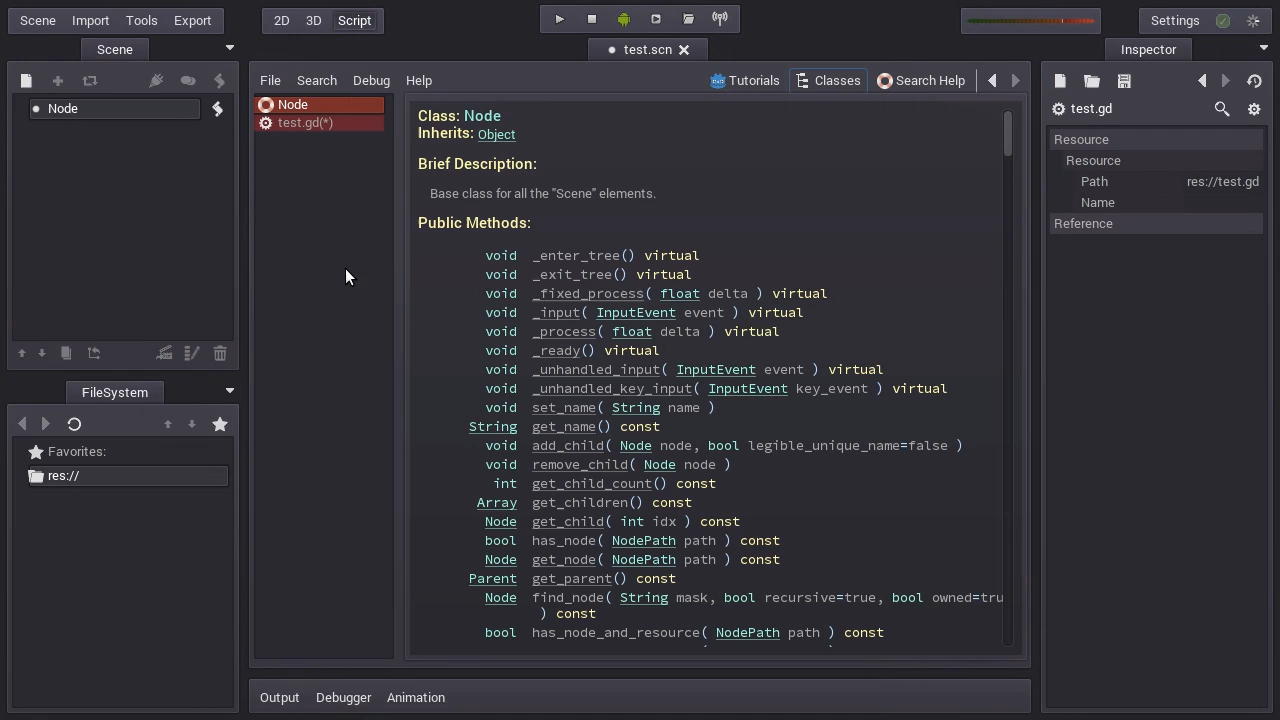 Scene Import Tools Export
2D 3D Script
Settings
Scene
test.scn
Inspector
File Search Debug Help
Tutorials Classes Search Help
Node
Node
test.gd(*)
test.gd
Resource
Resource
Path res://test.gd
Name
Reference
FileSystem
Favorites:
res://
Class: Node
Inherits: Object
Brief Description:
Base class for all the "Scene" elements.
Public Methods:
void _enter_tree() virtual
void _exit_tree() virtual
void _fixed_process( float delta ) virtual
void _input( InputEvent event ) virtual
void _process( float delta ) virtual
void _ready() virtual
void _unhandled_input( InputEvent event ) virtual
void _unhandled_key_input( InputEvent key_event ) virtual
void set_name( String name )
String get_name() const
void add_child( Node node, bool legible_unique_name=false )
void remove_child( Node node )
int get_child_count() const
Array get_children() const
Node get_child( int idx ) const
bool has_node( NodePath path ) const
Node get_node( NodePath path ) const
Parent get_parent() const
Node find_node( String mask, bool recursive=true, bool owned=tru
) const
bool has_node_and_resource( NodePath path ) const
Output Debugger Animation